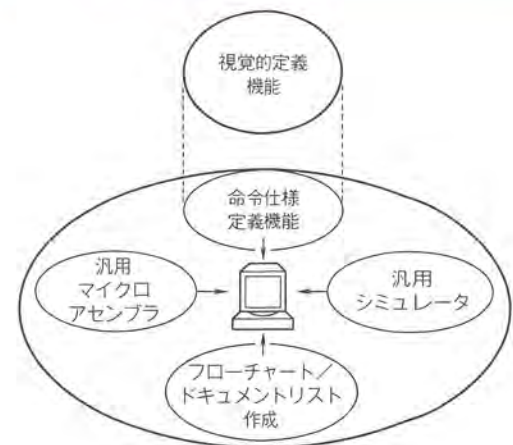 視覚的定義
機能
命令仕様
定義機能
汎用
マイクロ
アセンブラ
汎用
シミュレータ
フローチャート／
ドキュメントリスト
作成